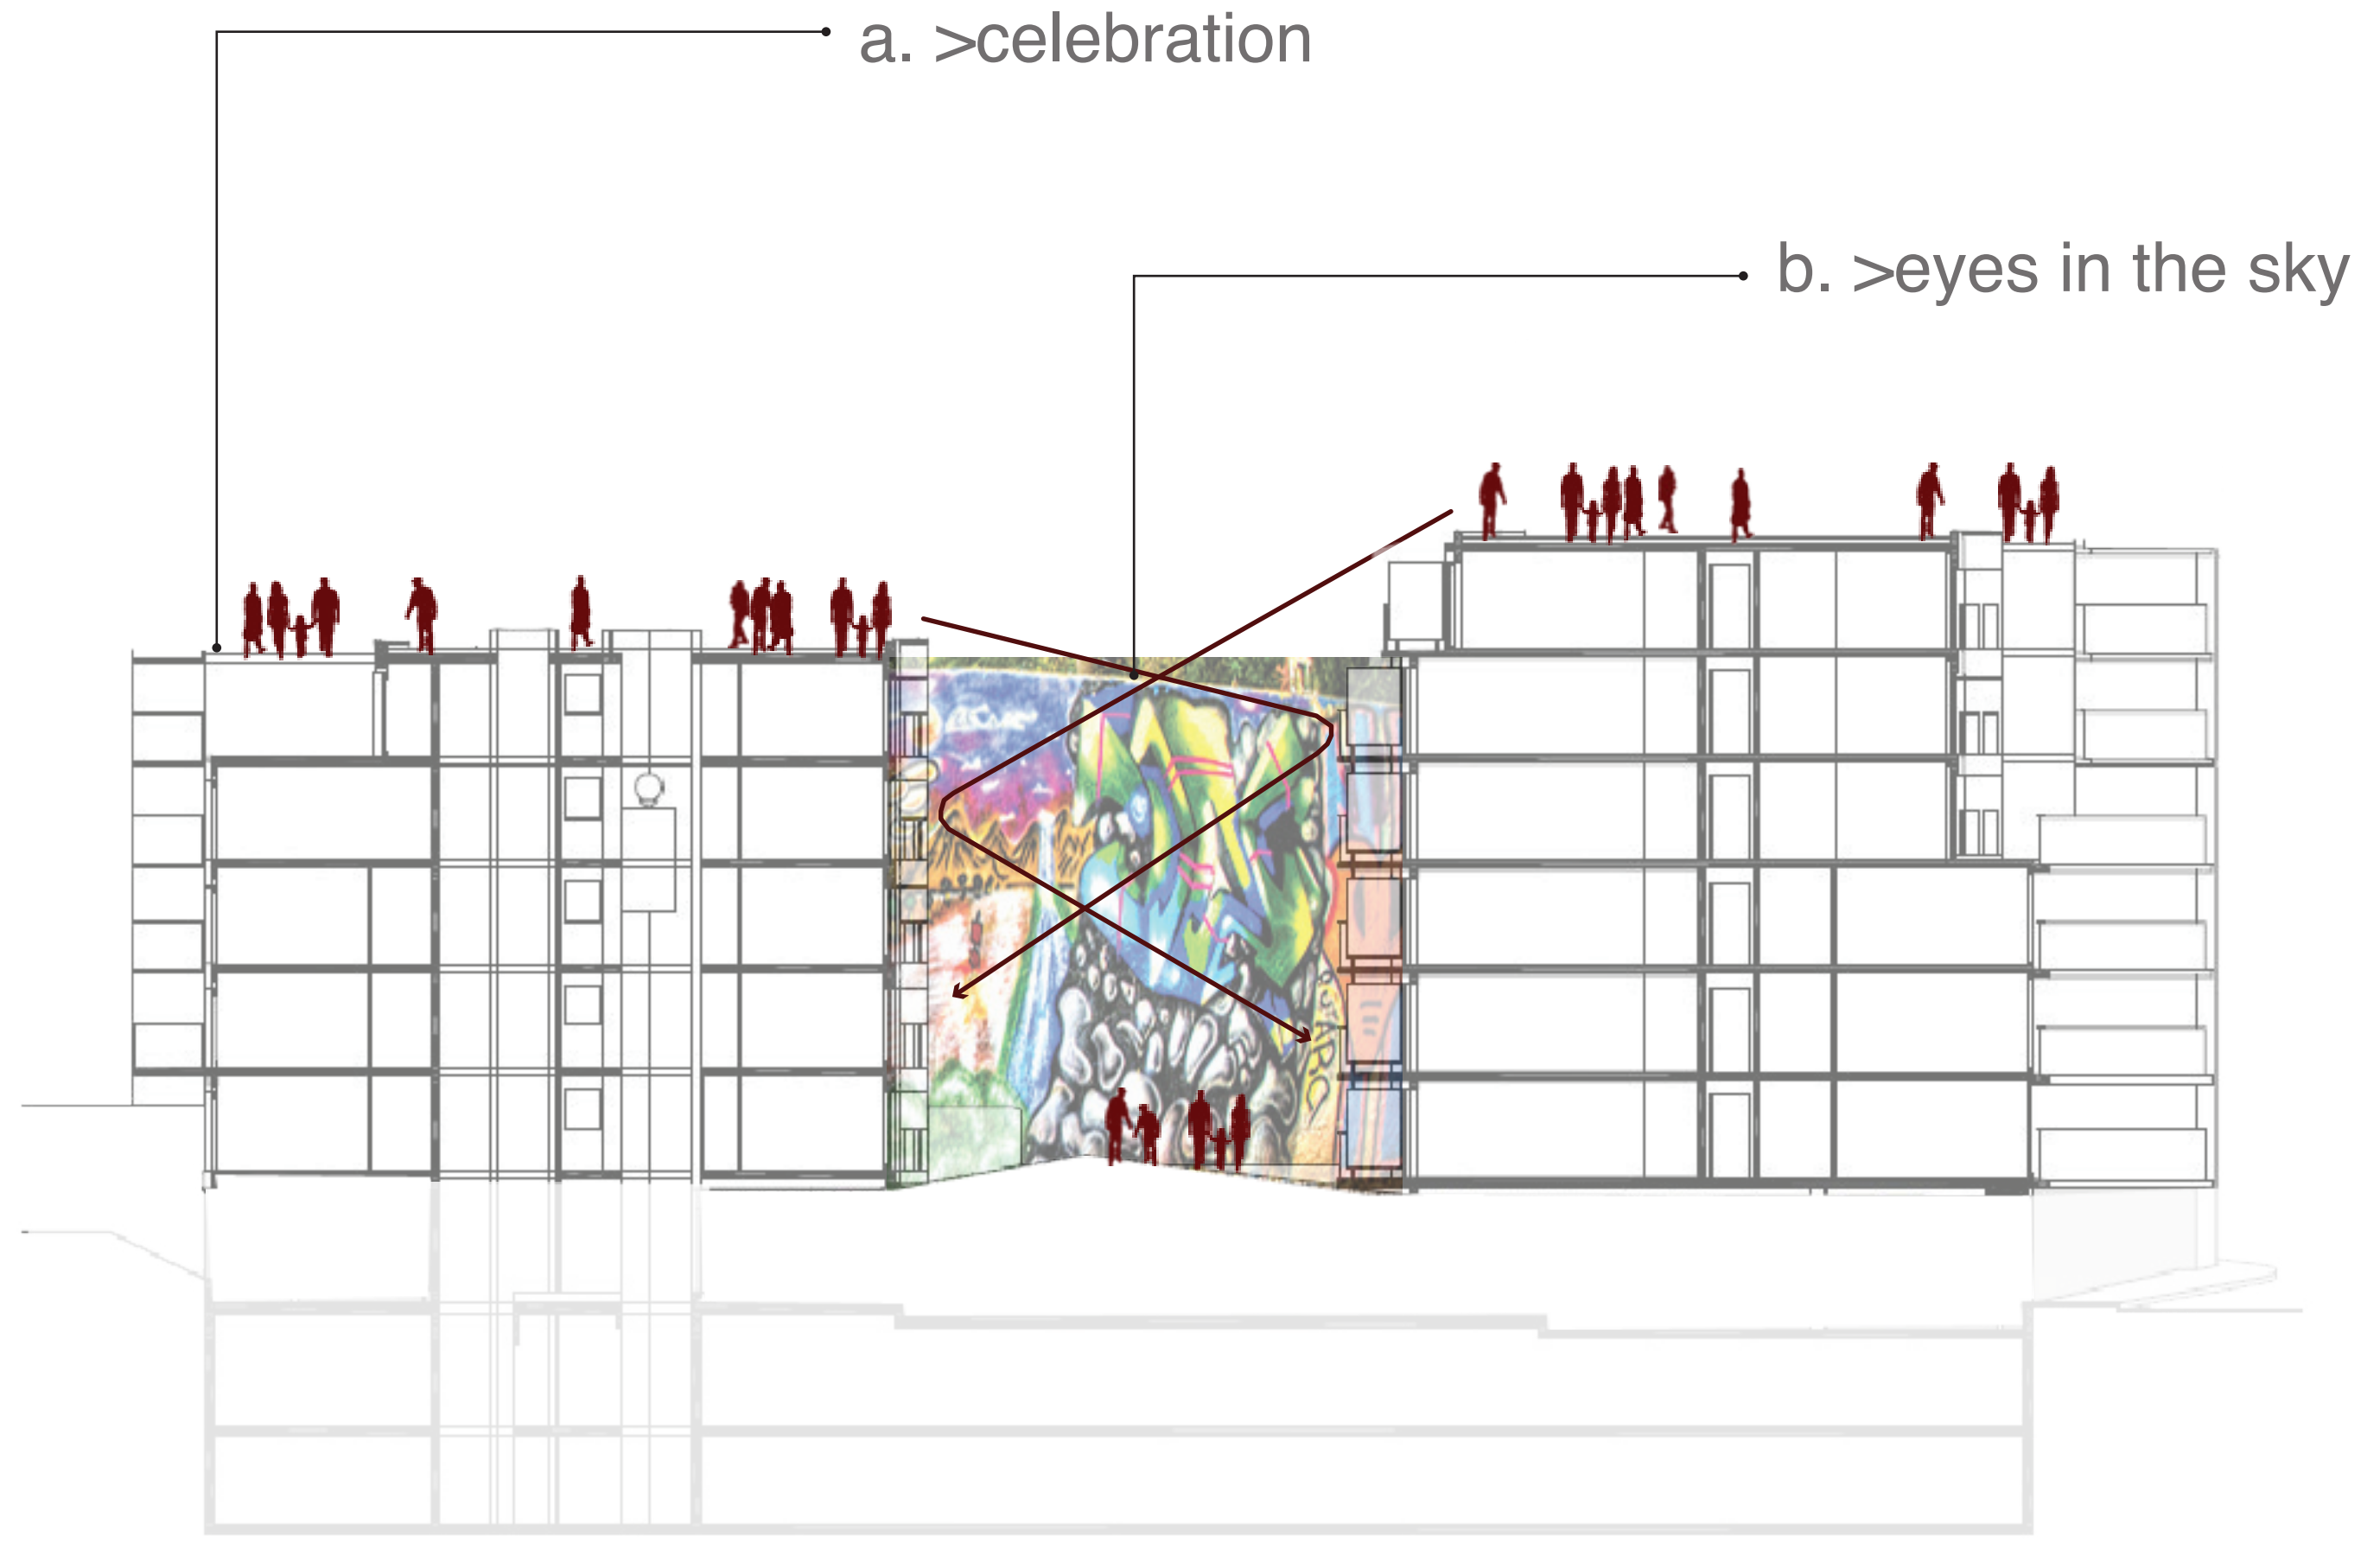 a. >celebration
b. >eyes in the sky